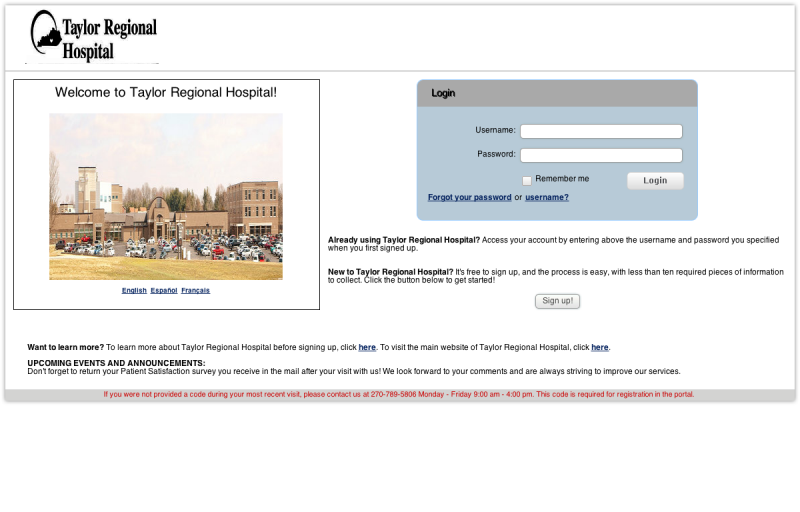 Taylor Regional
Hospital
Welcome to Taylor Regional Hospital!
English Español Français
Login
Username:
Password:
Remember me
Login
Forgot your password or username?
Already using Taylor Regional Hospital? Access your account by entering above the username and password you specified
when you first signed up.
New to Taylor Regional Hospital? It's free to sign up, and the process is easy, with less than ten required pieces of information
to collect. Click the button below to get started!
Sign up!
Want to learn more? To learn more about Taylor Regional Hospital before signing up, click here. To visit the main website of Taylor Regional Hospital, click here.
UPCOMING EVENTS AND ANNOUNCEMENTS:
Don't forget to return your Patient Satisfaction survey you receive in the mail after your visit with us! We look forward to your comments and are always striving to improve our services.
If you were not provided a code during your most recent visit, please contact us at 270-789-5806 Monday - Friday 9:00 am - 4:00 pm. This code is required for registration in the portal.